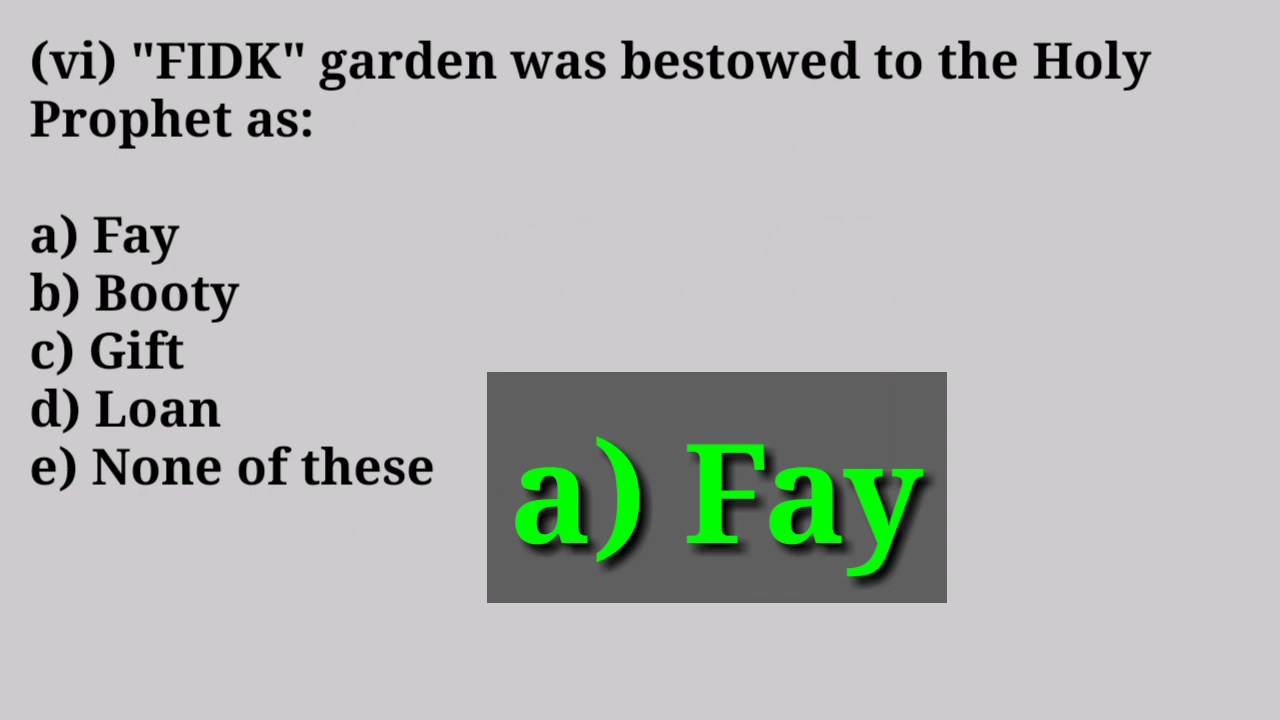 (vi) "FIDK" garden was bestowed to the Holy
Prophet as:
a) Fay
b) Booty
c) Gift
d) Loan
e) None of these
a) Fay